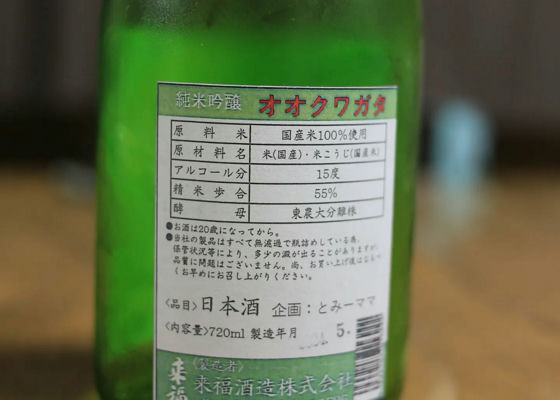 純米吟醸 オオクワガタ
原料米 国産米100%使用
原材料名 米(国産)・米こうじ(国産米)
アルコール分 15度
精米歩合 55%
酵母 東農大分離株
●お酒は20歳になってから。
●当社の製品はすべて無濾過で瓶詰めしている為、
保管状況等により、多少の澱が出ることがありますが
品質に問題はございません。尚、お買い上げ後はなるべ
くお早めにお召し上がりください。
〈品目〉日本酒 企画:とみーママ
〈内容量〉720ml 製造年月 5.
《製造者》
来福 来福酒造株式会社